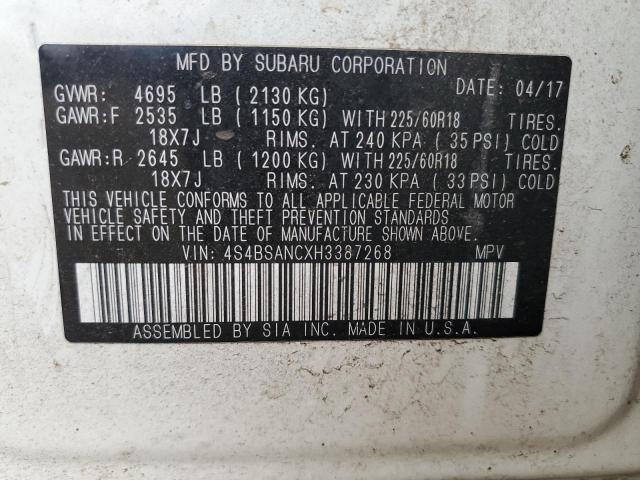 MFD BY SUBARU CORPORATION
GVWR: 4695 LB ( 2130 KG) DATE: 04/17
GAWR:F 2535 LB ( 1150 KG) WITH 225/60R18 TIRES.
18X7J RIMS. AT 240 KPA ( 35 PSI) COLD
GAWR:R 2645 LB ( 1200 KG) WITH 225/60R18 TIRES.
18X7J RIMS. AT 230 KPA ( 33 PSI) COLD
THIS VEHICLE CONFORMS TO ALL APPLICABLE FEDERAL MOTOR
VEHICLE SAFETY AND THEFT PREVENTION STANDARDS
IN EFFECT ON THE DATE OF MANUFACTURE SHOWN ABOVE.
VIN: 4S4BSANCXH3387268 MPV
ASSEMBLED BY SIA INC. MADE IN U.S.A.